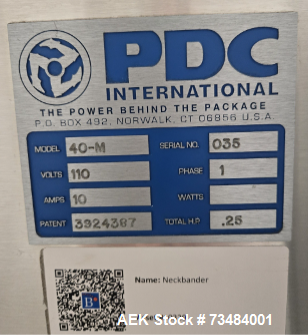 PDC
INTERNATIONAL
THE POWER BEHIND THE PACKAGE
P.O. BOX 492, NORWALK, CT 06856 U.S.A
MODEL 40-M SERIAL NO. 035
VOLTS 110 PHASE 1
AMPS 10 WATTS
PATENT 3924387 TOTAL H.P. .25
Name: Neckbander
B
AEK Stock # 73484001